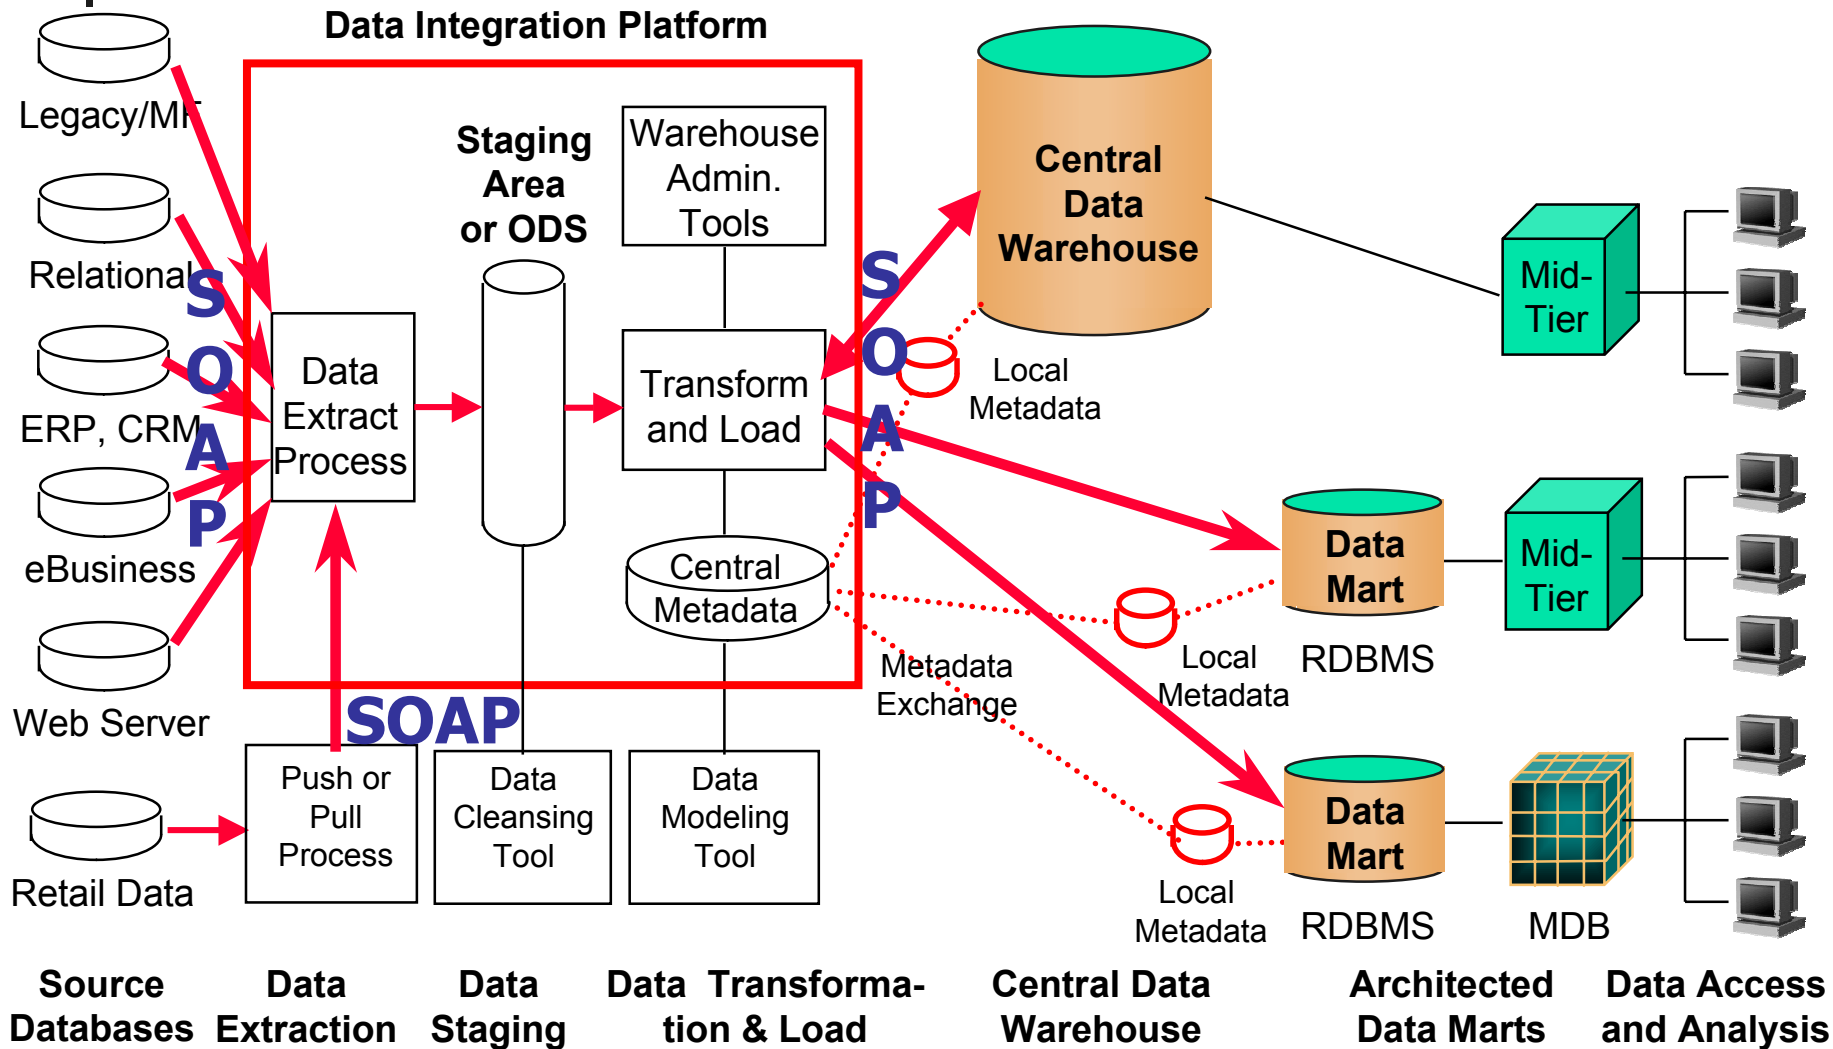 Data Integration Platform
Legacy/MF
Relational
ERP, CRM
eBusiness
Web Server
Retail Data
S
O
A
P
Data
Extract
Process
SOAP
Push or
Pull
Process
Staging
Area
or ODS
Data
Cleansing
Tool
Warehouse
Admin.
Tools
Transform
and Load
Central
Metadata
Data
Modeling
Tool
S
O
A
P
Central
Data
Warehouse
Local
Metadata
Metadata
Exchange
Local
Metadata
Local
Metadata
Data
Mart
RDBMS
Data
Mart
RDBMS
Mid-
Tier
Mid-
Tier
MDB
Source
Databases
Data
Extraction
Data
Staging
Data Transforma-
tion & Load
Central Data
Warehouse
Architected
Data Marts
Data Access
and Analysis